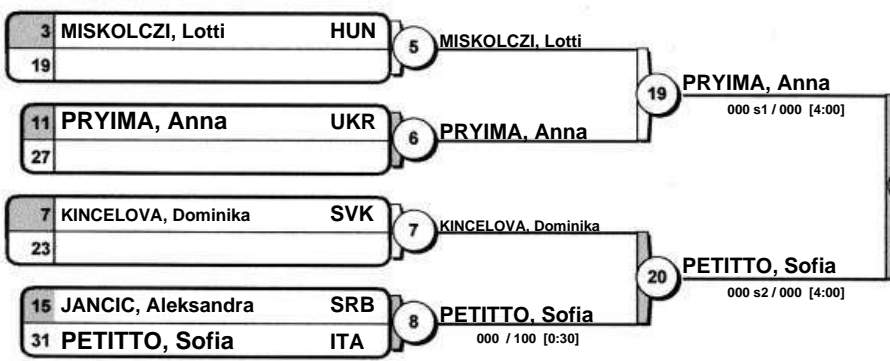 3 MISKOLCZI, Lotti HUN
19
5 MISKOLCZI, Lotti
11 PRYIMA, Anna UKR
27
6 PRYIMA, Anna
19 PRYIMA, Anna
000 s1 / 000 [4:00]
7 KINCELOVA, Dominika SVK
23
7 KINCELOVA, Dominika
15 JANCIC, Aleksandra SRB
31 PETITTO, Sofia ITA
8 PETITTO, Sofia
000 / 100 [0:30]
20 PETITTO, Sofia
000 s2 / 000 [4:00]